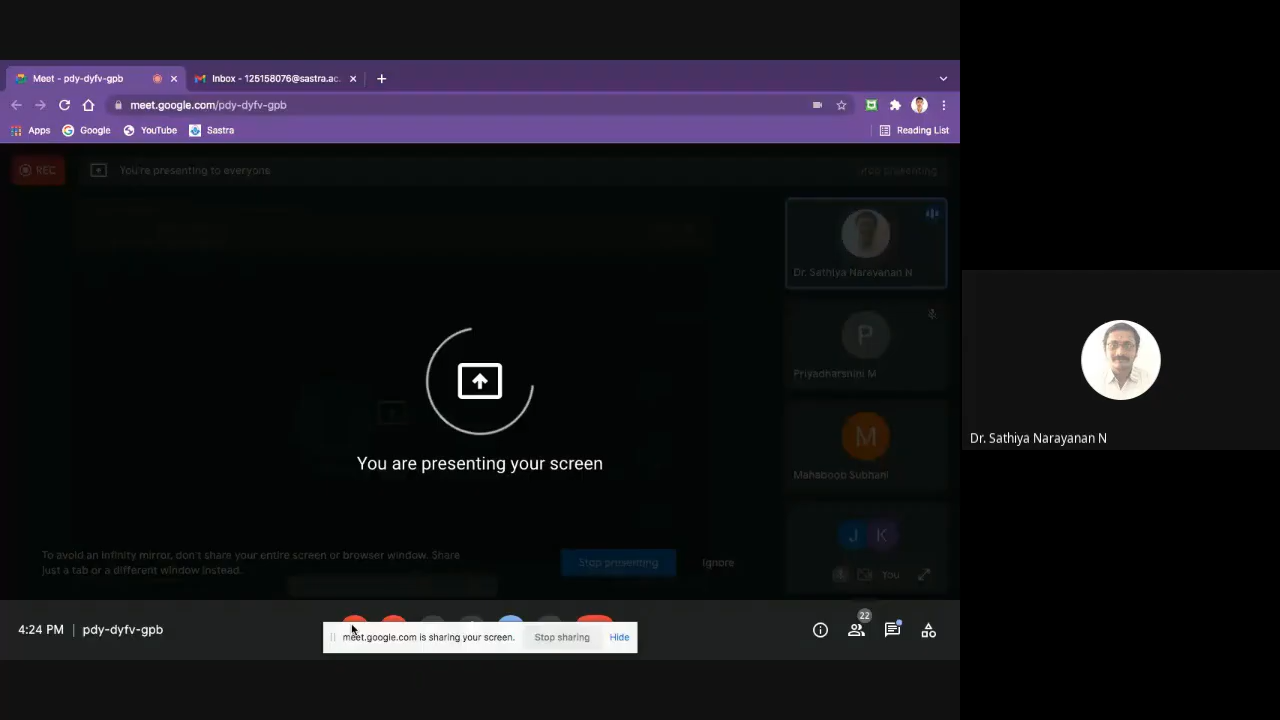 Meet - pdy-dyfv-gpb
Inbox - 125158076@sastra.ac.
meet.google.com/pdy-dyfv-gpb
Apps
Google
YouTube
Sastra
Reading List
REC
You're presenting to everyone
Stop presenting
Dr. Sathiya Narayanan N
P
Priyadharshini M
M
Mahaboob Subhani
J K
You
You are presenting your screen
To avoid an infinity mirror, don't share your entire screen or browser window. Share
just a tab or a different window instead.
Stop presenting
Ignore
4:24 PM | pdy-dyfv-gpb
meet.google.com is sharing your screen.
Stop sharing
Hide
22
Dr. Sathiya Narayanan N